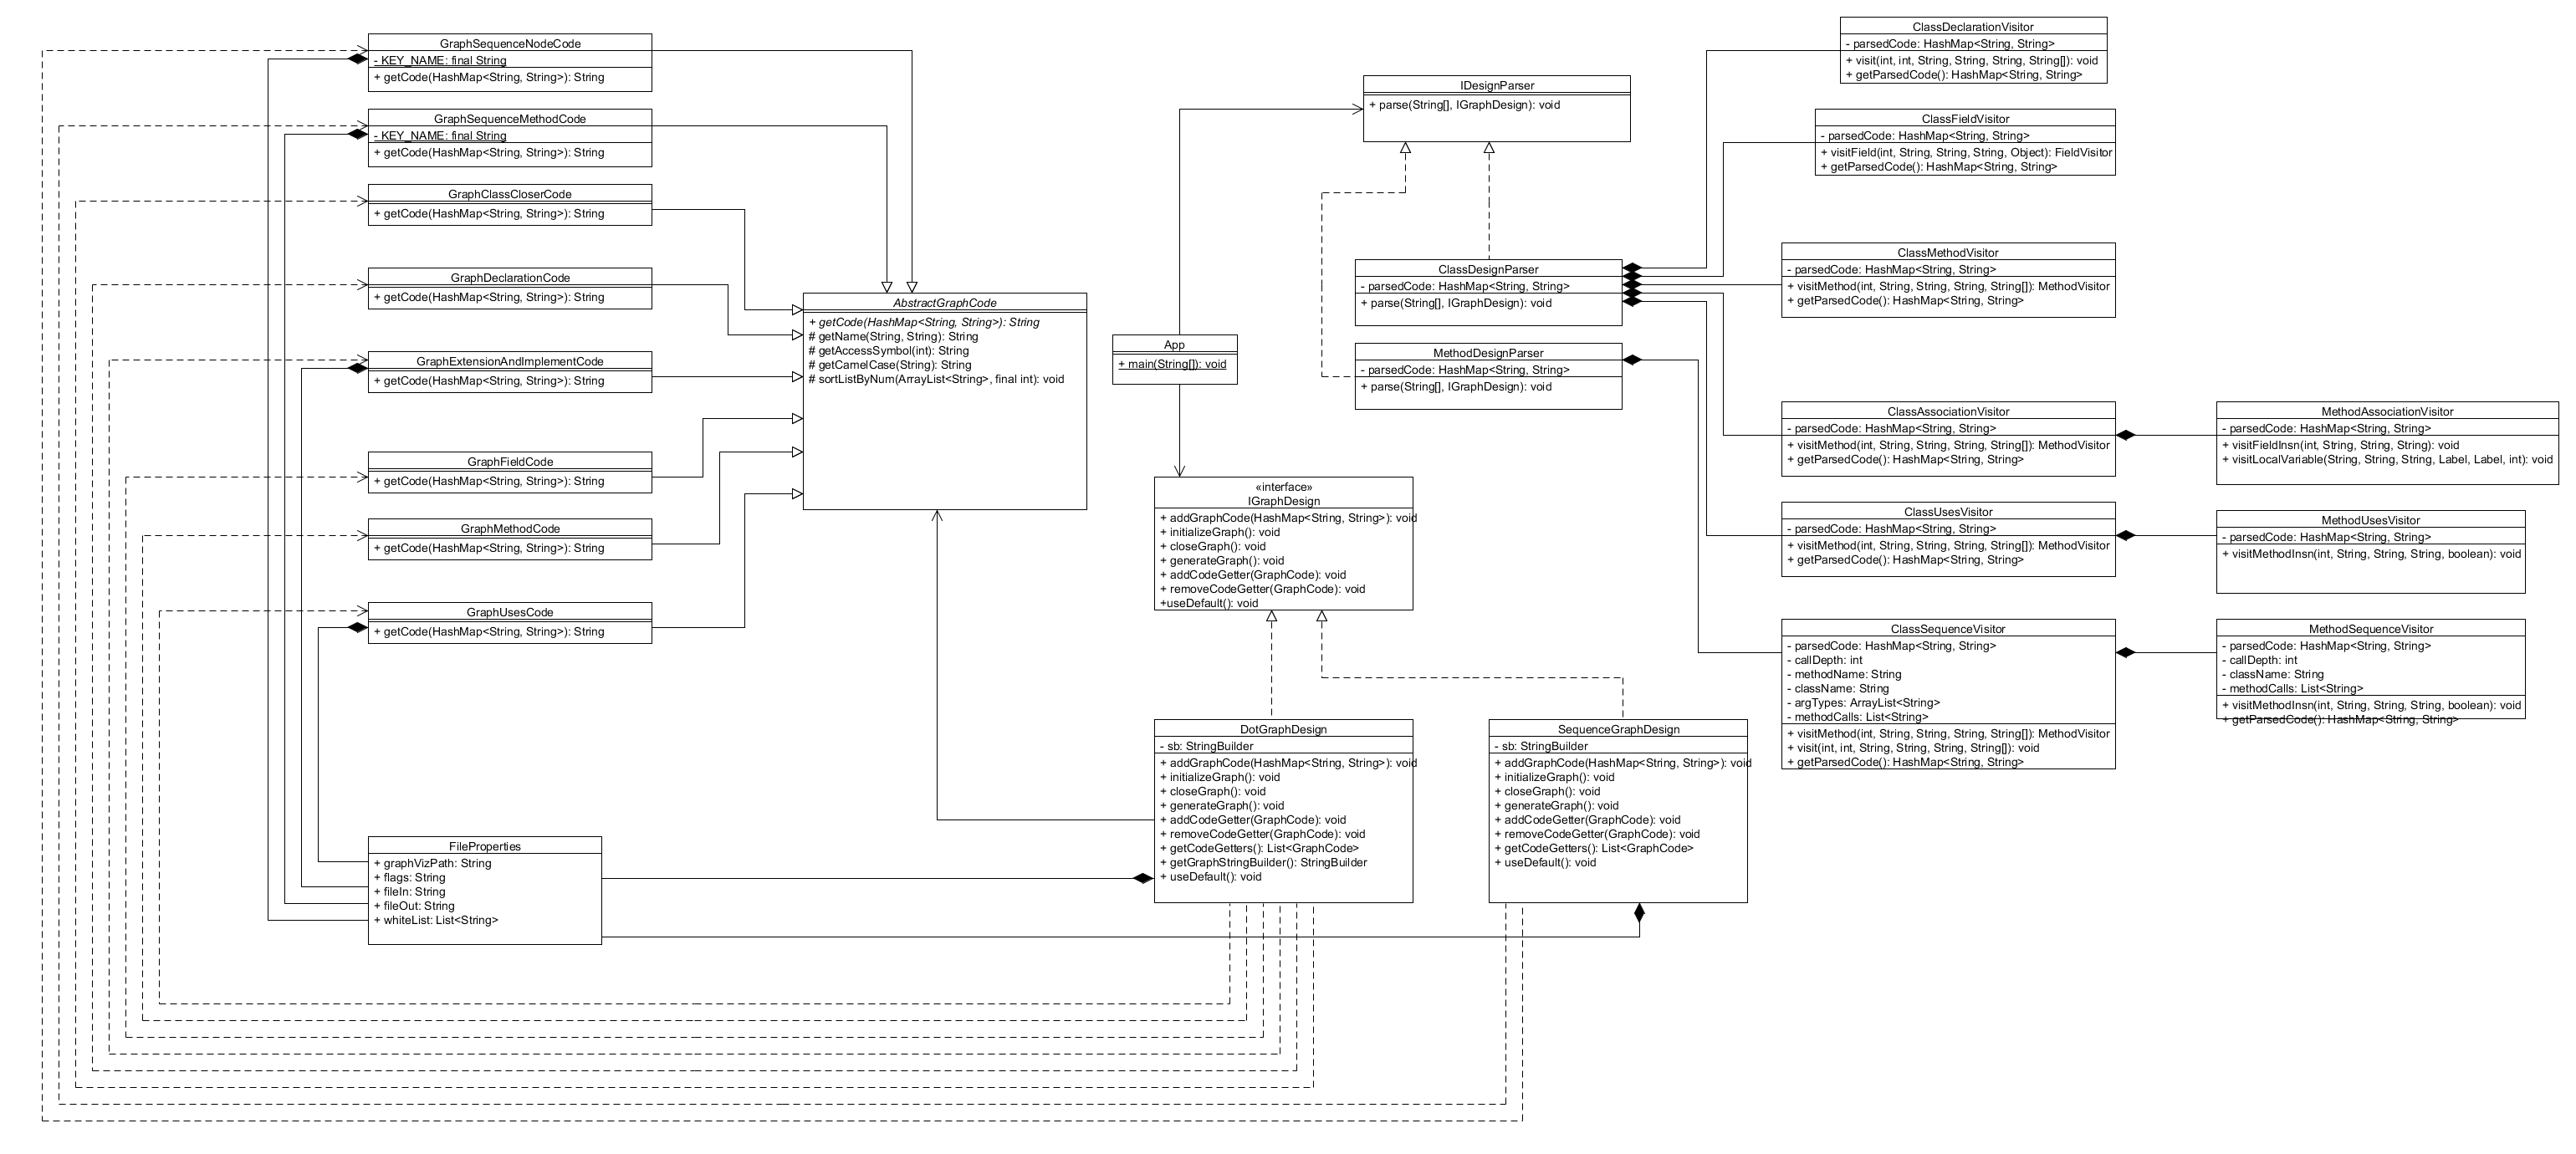 GraphSequenceNodeCode
- KEY_NAME: final String
+ getCode(HashMap<String, String>): String
GraphSequenceMethodCode
- KEY_NAME: final String
+ getCode(HashMap<String, String>): String
GraphClassCloserCode
+ getCode(HashMap<String, String>): String
GraphDeclarationCode
+ getCode(HashMap<String, String>): String
GraphExtensionAndImplementCode
+ getCode(HashMap<String, String>): String
GraphFieldCode
+ getCode(HashMap<String, String>): String
GraphMethodCode
+ getCode(HashMap<String, String>): String
GraphUsesCode
+ getCode(HashMap<String, String>): String
FileProperties
+ graphVizPath: String
+ flags: String
+ fileIn: String
+ fileOut: String
+ whiteList: List<String>
AbstractGraphCode
+ getCode(HashMap<String, String>): String
# getName(String, String): String
# getAccessSymbol(int): String
# getCamelCase(String): String
# sortListByNum(ArrayList<String>, final int): void
App
+ main(String[]): void
IDesignParser
+ parse(String[], IGraphDesign): void
ClassDesignParser
- parsedCode: HashMap<String, String>
+ parse(String[], IGraphDesign): void
MethodDesignParser
- parsedCode: HashMap<String, String>
+ parse(String[], IGraphDesign): void
«interface»
IGraphDesign
+ addGraphCode(HashMap<String, String>): void
+ initializeGraph(): void
+ closeGraph(): void
+ generateGraph(): void
+ addCodeGetter(GraphCode): void
+ removeCodeGetter(GraphCode): void
+useDefault(): void
DotGraphDesign
- sb: StringBuilder
+ addGraphCode(HashMap<String, String>): void
+ initializeGraph(): void
+ closeGraph(): void
+ generateGraph(): void
+ addCodeGetter(GraphCode): void
+ removeCodeGetter(GraphCode): void
+ getCodeGetters(): List<GraphCode>
+ getGraphStringBuilder(): StringBuilder
+ useDefault(): void
SequenceGraphDesign
- sb: StringBuilder
+ addGraphCode(HashMap<String, String>): void
+ initializeGraph(): void
+ closeGraph(): void
+ generateGraph(): void
+ addCodeGetter(GraphCode): void
+ removeCodeGetter(GraphCode): void
+ getCodeGetters(): List<GraphCode>
+ useDefault(): void
ClassDeclarationVisitor
- parsedCode: HashMap<String, String>
+ visit(int, int, String, String, String, String[]): void
+ getParsedCode(): HashMap<String, String>
ClassFieldVisitor
- parsedCode: HashMap<String, String>
+ visitField(int, String, String, String, Object): FieldVisitor
+ getParsedCode(): HashMap<String, String>
ClassMethodVisitor
- parsedCode: HashMap<String, String>
+ visitMethod(int, String, String, String, String[]): MethodVisitor
+ getParsedCode(): HashMap<String, String>
ClassAssociationVisitor
- parsedCode: HashMap<String, String>
+ visitMethod(int, String, String, String, String[]): MethodVisitor
+ getParsedCode(): HashMap<String, String>
MethodAssociationVisitor
- parsedCode: HashMap<String, String>
+ visitFieldInsn(int, String, String, String): void
+ visitLocalVariable(String, String, String, Label, Label, int): void
ClassUsesVisitor
- parsedCode: HashMap<String, String>
+ visitMethod(int, String, String, String, String[]): MethodVisitor
+ getParsedCode(): HashMap<String, String>
MethodUsesVisitor
- parsedCode: HashMap<String, String>
+ visitMethodInsn(int, String, String, String, boolean): void
ClassSequenceVisitor
- parsedCode: HashMap<String, String>
- callDepth: int
- methodName: String
- className: String
- argTypes: ArrayList<String>
- methodCalls: List<String>
+ visitMethod(int, String, String, String, String[]): MethodVisitor
+ visit(int, int, String, String, String, String[]): void
+ getParsedCode(): HashMap<String, String>
MethodSequenceVisitor
- parsedCode: HashMap<String, String>
- callDepth: int
- className: String
- methodCalls: List<String>
+ visitMethodInsn(int, String, String, String, boolean): void
+ getParsedCode(): HashMap<String, String>